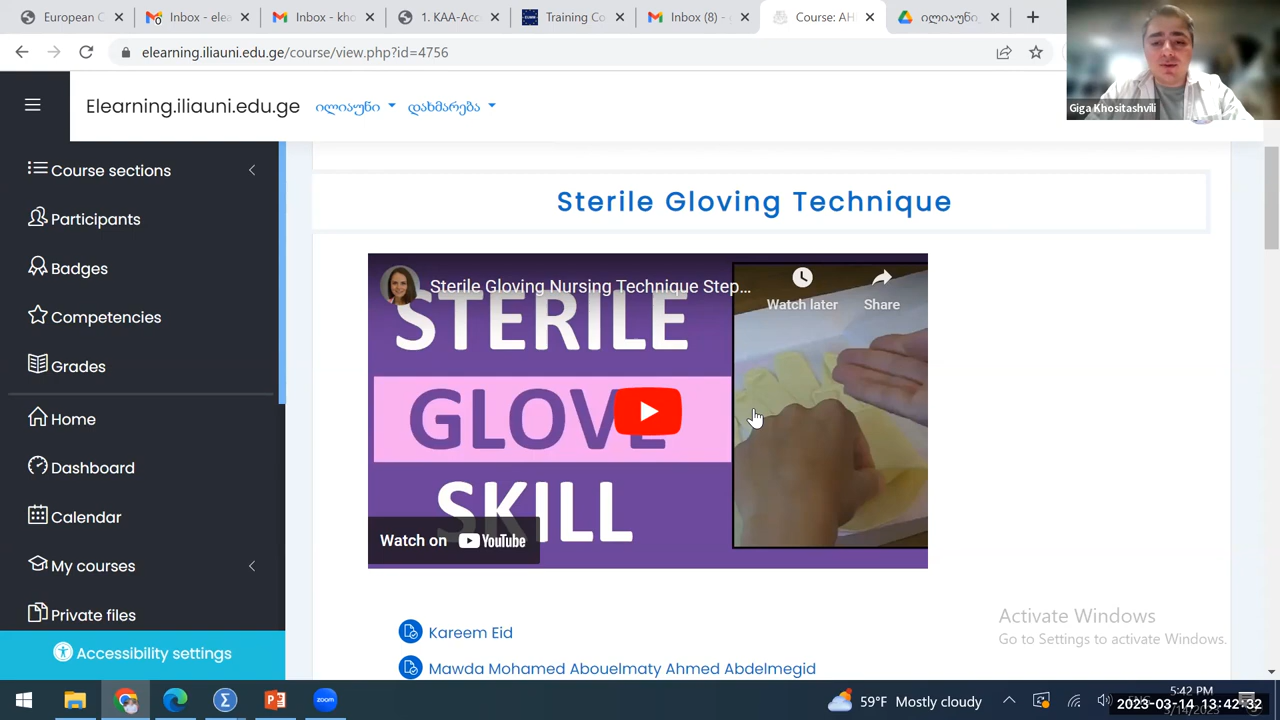 European C
Inbox - elea
Inbox - kho
1. KAA-Acc
Training Co
Inbox (8) - g
Course: AH
ილიაუნი_
elearning.iliauni.edu.ge/course/view.php?id=4756
Giga Khositashvili
Elearning.iliauni.edu.ge
ილიაუნი
დახმარება
Course sections
Participants
Badges
Competencies
Grades
Home
Dashboard
Calendar
My courses
Private files
Accessibility settings
Sterile Gloving Technique
Sterile Gloving Nursing Technique Step...
Watch later
Share
STERILE
GLOVE
SKILL
Watch on YouTube
Kareem Eid
Mawda Mohamed Abouelmaty Ahmed Abdelmegid
Activate Windows
Go to Settings to activate Windows.
zoom
59°F Mostly cloudy
5:42 PM
2023-03-14 13:42:32